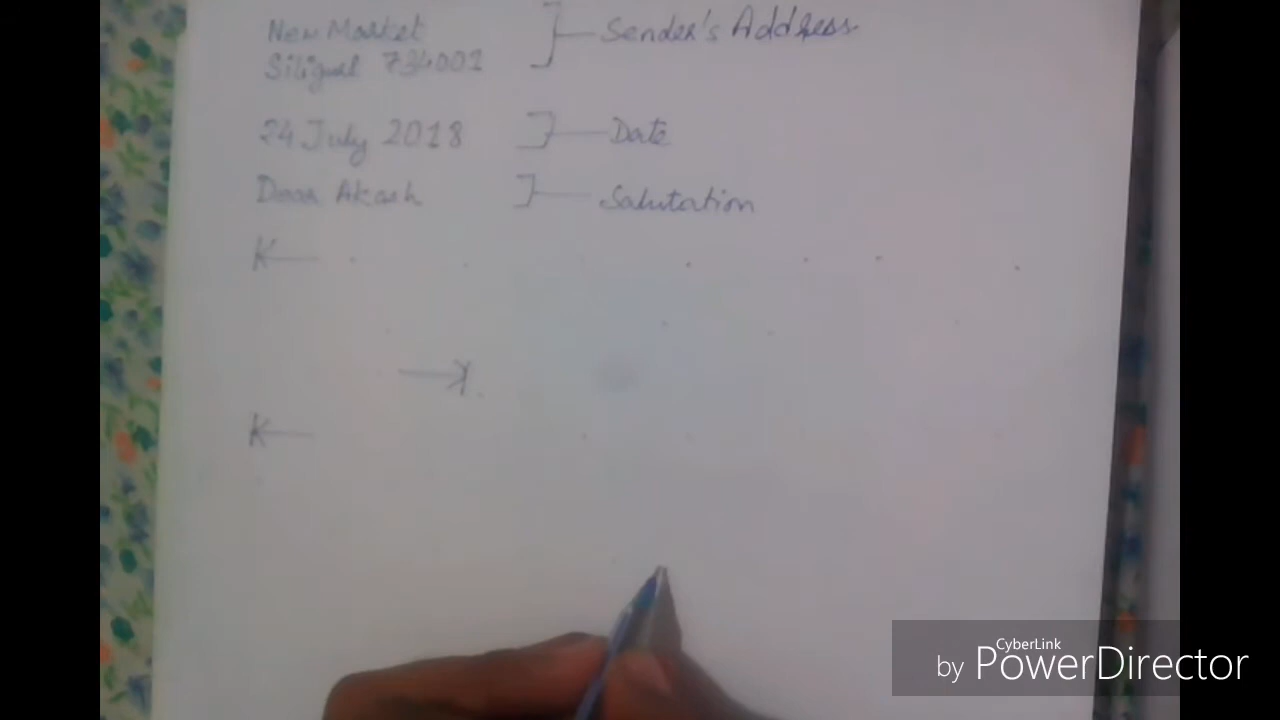 New Market
Siliguri 734001
Sender's Address
24 July 2018
Date
Dear Akash
Salutation
CyberLink
by PowerDirector